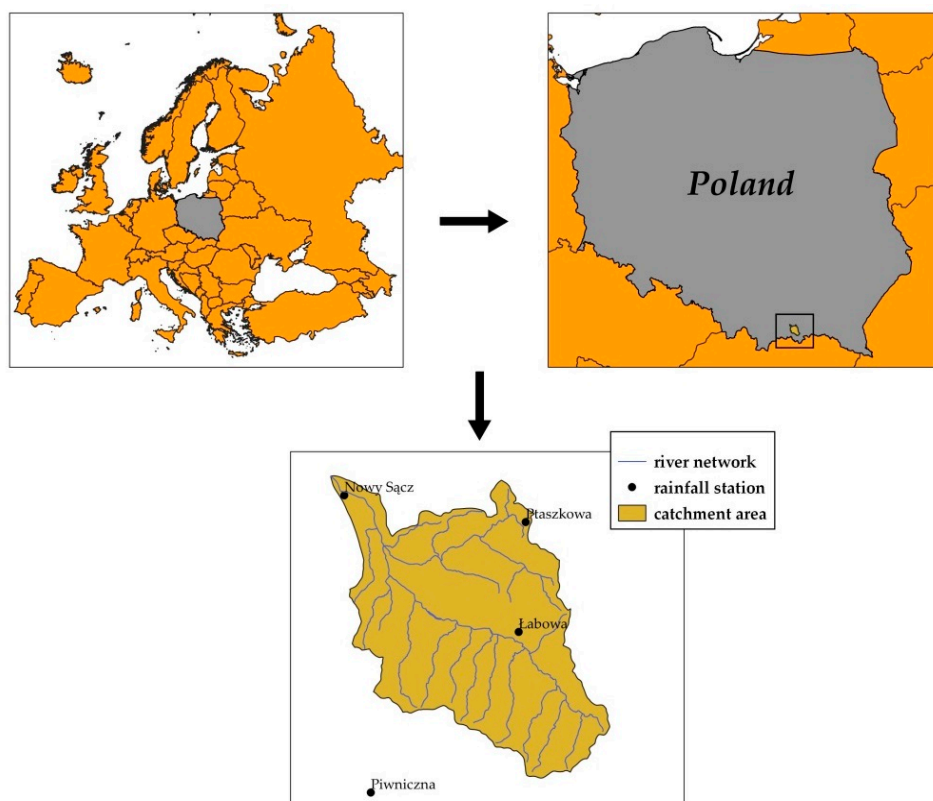 Poland
river network
rainfall station
catchment area
Nowy Sącz
Ptaszkowa
Łabowa
Piwniczna